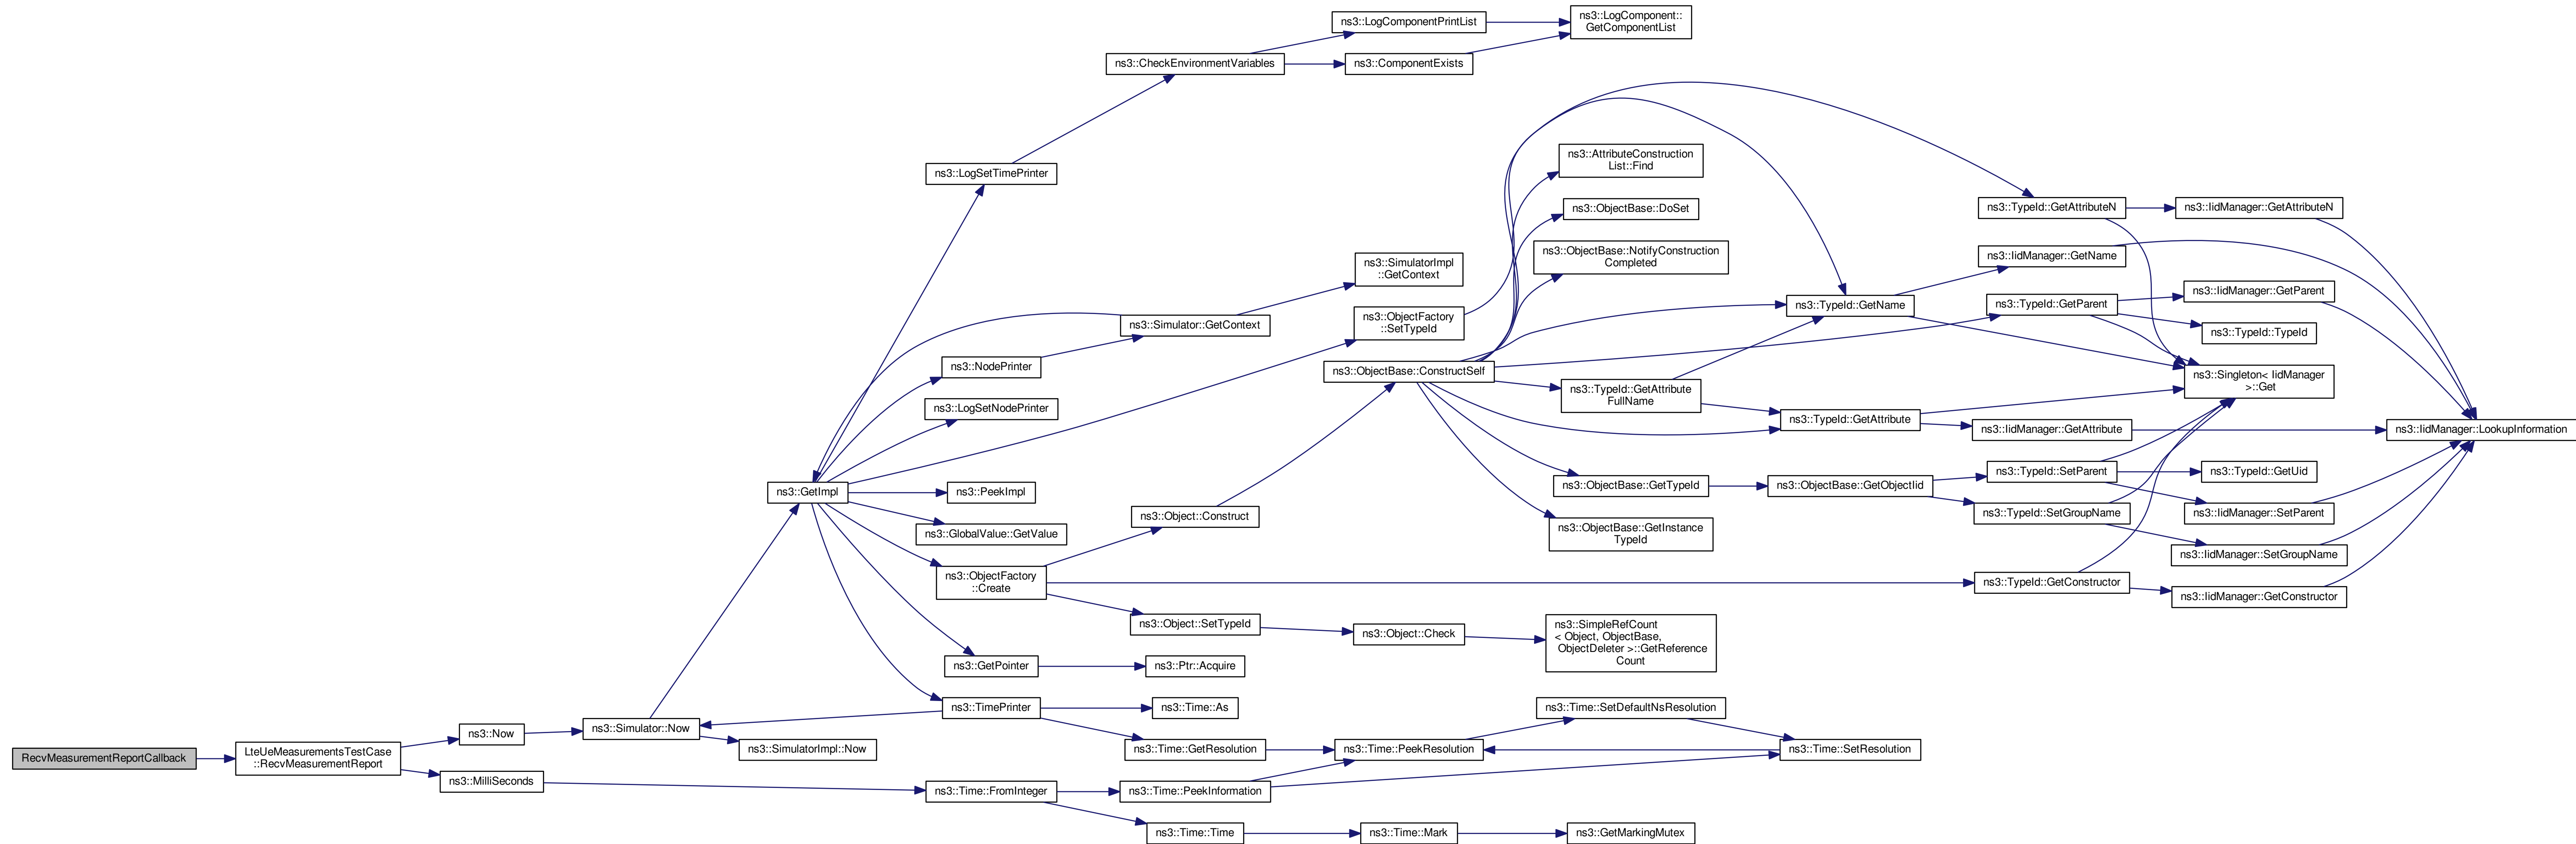 RecvMeasurementReportCallback
LteUeMeasurementsTestCase
::RecvMeasurementReport
ns3::Now
ns3::MilliSeconds
ns3::Simulator::Now
ns3::SimulatorImpl::Now
ns3::GetImpl
ns3::LogSetTimePrinter
ns3::NodePrinter
ns3::LogSetNodePrinter
ns3::PeekImpl
ns3::GlobalValue::GetValue
ns3::ObjectFactory
::Create
ns3::GetPointer
ns3::TimePrinter
ns3::Time::FromInteger
ns3::CheckEnvironmentVariables
ns3::Simulator::GetContext
ns3::Object::Construct
ns3::Object::SetTypeId
ns3::Ptr::Acquire
ns3::Time::As
ns3::Time::GetResolution
ns3::Time::PeekInformation
ns3::Time::Time
ns3::LogComponentPrintList
ns3::ComponentExists
ns3::SimulatorImpl
::GetContext
ns3::ObjectFactory
::SetTypeId
ns3::ObjectBase::ConstructSelf
ns3::Object::Check
ns3::Time::PeekResolution
ns3::Time::Mark
ns3::LogComponent::
GetComponentList
ns3::AttributeConstruction
List::Find
ns3::ObjectBase::DoSet
ns3::ObjectBase::NotifyConstruction
Completed
ns3::TypeId::GetAttribute
FullName
ns3::ObjectBase::GetTypeId
ns3::ObjectBase::GetInstance
TypeId
ns3::SimpleRefCount
< Object, ObjectBase,
ObjectDeleter >::GetReference
Count
ns3::Time::SetDefaultNsResolution
ns3::GetMarkingMutex
ns3::TypeId::GetName
ns3::TypeId::GetAttribute
ns3::ObjectBase::GetObjectIid
ns3::Time::SetResolution
ns3::TypeId::GetAttributeN
ns3::IidManager::GetName
ns3::TypeId::GetParent
ns3::IidManager::GetAttribute
ns3::TypeId::SetParent
ns3::TypeId::SetGroupName
ns3::TypeId::GetConstructor
ns3::IidManager::GetAttributeN
ns3::IidManager::GetParent
ns3::TypeId::TypeId
ns3::Singleton< IidManager
>::Get
ns3::TypeId::GetUid
ns3::IidManager::SetParent
ns3::IidManager::SetGroupName
ns3::IidManager::GetConstructor
ns3::IidManager::LookupInformation